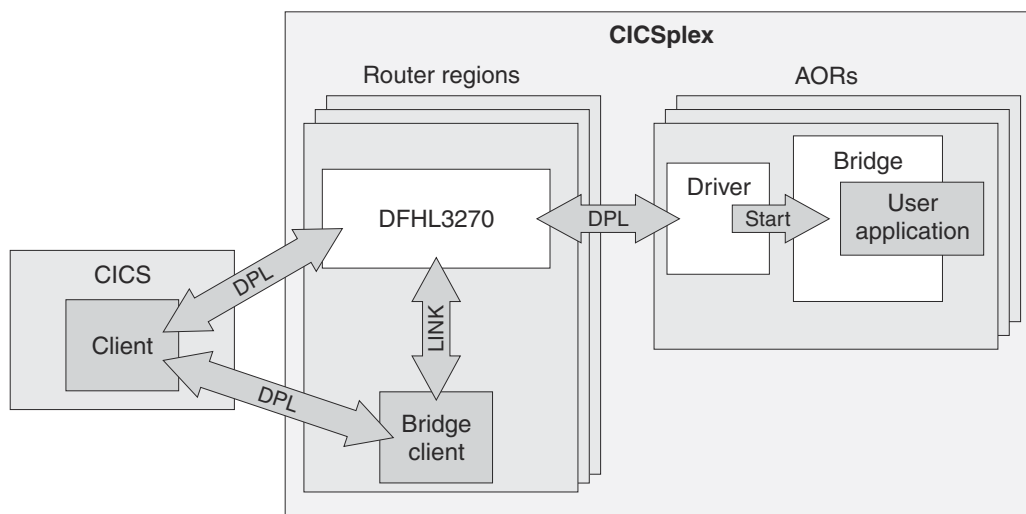 CICSplex
Router regions
AORs
DFHL3270
DPL
Driver
Start
Bridge
User
application
CICS
Client
DPL
LINK
DPL
Bridge
client